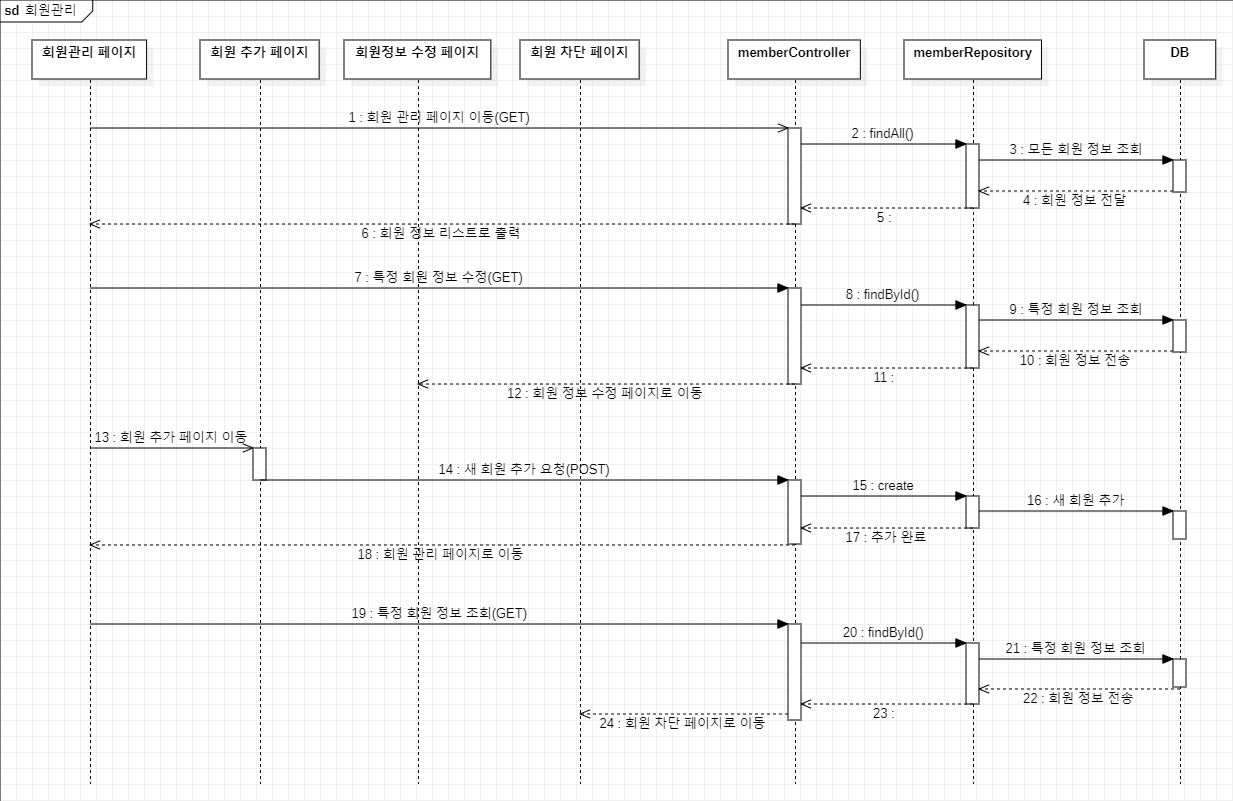 sd 회원관리
회원관리 페이지
회원 추가 페이지
회원정보 수정 페이지
회원 차단 페이지
memberController
memberRepository
DB
1 : 회원 관리 페이지 이동(GET)
2 : findAll()
3 : 모든 회원 정보 조회
4 : 회원 정보 전달
5 :
6 : 회원 정보 리스트로 출력
7 : 특정 회원 정보 수정(GET)
8 : findById()
9 : 특정 회원 정보 조회
10 : 회원 정보 전송
11 :
12 : 회원 정보 수정 페이지로 이동
13 : 회원 추가 페이지 이동
14 : 새 회원 추가 요청(POST)
15 : create
16 : 새 회원 추가
17 : 추가 완료
18 : 회원 관리 페이지로 이동
19 : 특정 회원 정보 조회(GET)
20 : findById()
21 : 특정 회원 정보 조회
22 : 회원 정보 전송
23 :
24 : 회원 차단 페이지로 이동